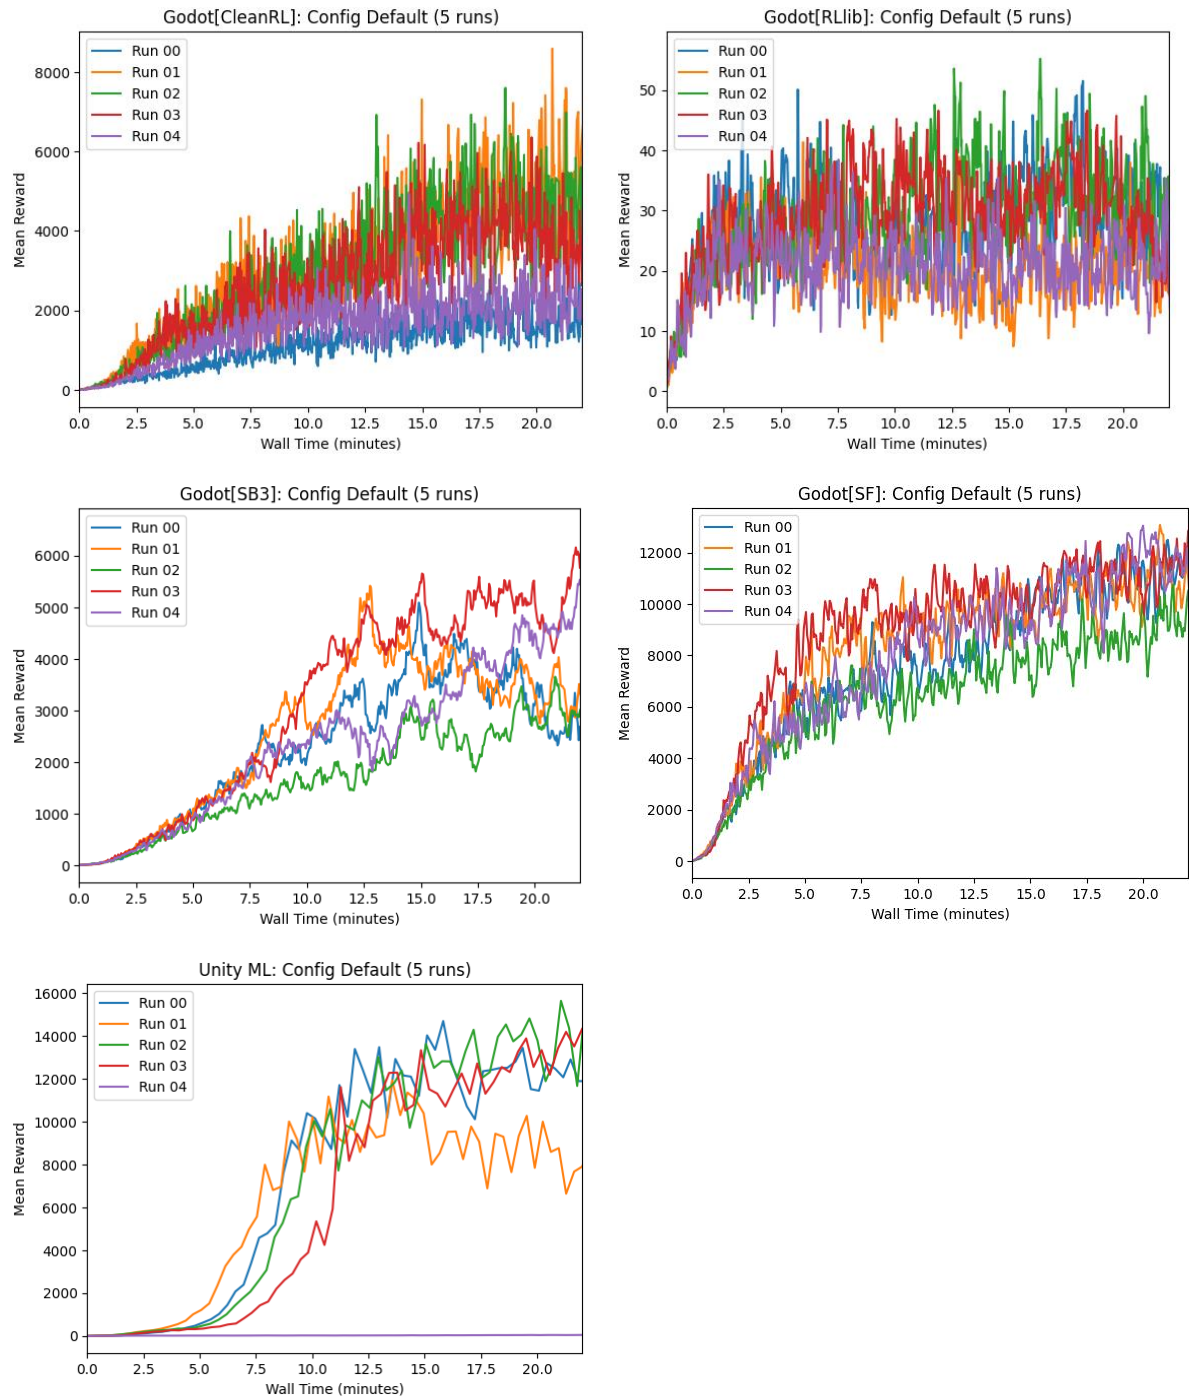 Godot[CleanRL]: Config Default (5 runs)
Run 00
Run 01
Run 02
Run 03
Run 04
8000
6000
4000
2000
0
Mean Reward
0.0 2.5 5.0 7.5 10.0 12.5 15.0 17.5 20.0
Wall Time (minutes)
Godot[RLlib]: Config Default (5 runs)
Run 00
Run 01
Run 02
Run 03
Run 04
50
40
30
20
10
0
Mean Reward
0.0 2.5 5.0 7.5 10.0 12.5 15.0 17.5 20.0
Wall Time (minutes)
Godot[SB3]: Config Default (5 runs)
Run 00
Run 01
Run 02
Run 03
Run 04
6000
5000
4000
3000
2000
1000
0
Mean Reward
0.0 2.5 5.0 7.5 10.0 12.5 15.0 17.5 20.0
Wall Time (minutes)
Godot[SF]: Config Default (5 runs)
Run 00
Run 01
Run 02
Run 03
Run 04
12000
10000
8000
6000
4000
2000
0
Mean Reward
0.0 2.5 5.0 7.5 10.0 12.5 15.0 17.5 20.0
Wall Time (minutes)
Unity ML: Config Default (5 runs)
Run 00
Run 01
Run 02
Run 03
Run 04
16000
14000
12000
10000
8000
6000
4000
2000
0
Mean Reward
0.0 2.5 5.0 7.5 10.0 12.5 15.0 17.5 20.0
Wall Time (minutes)